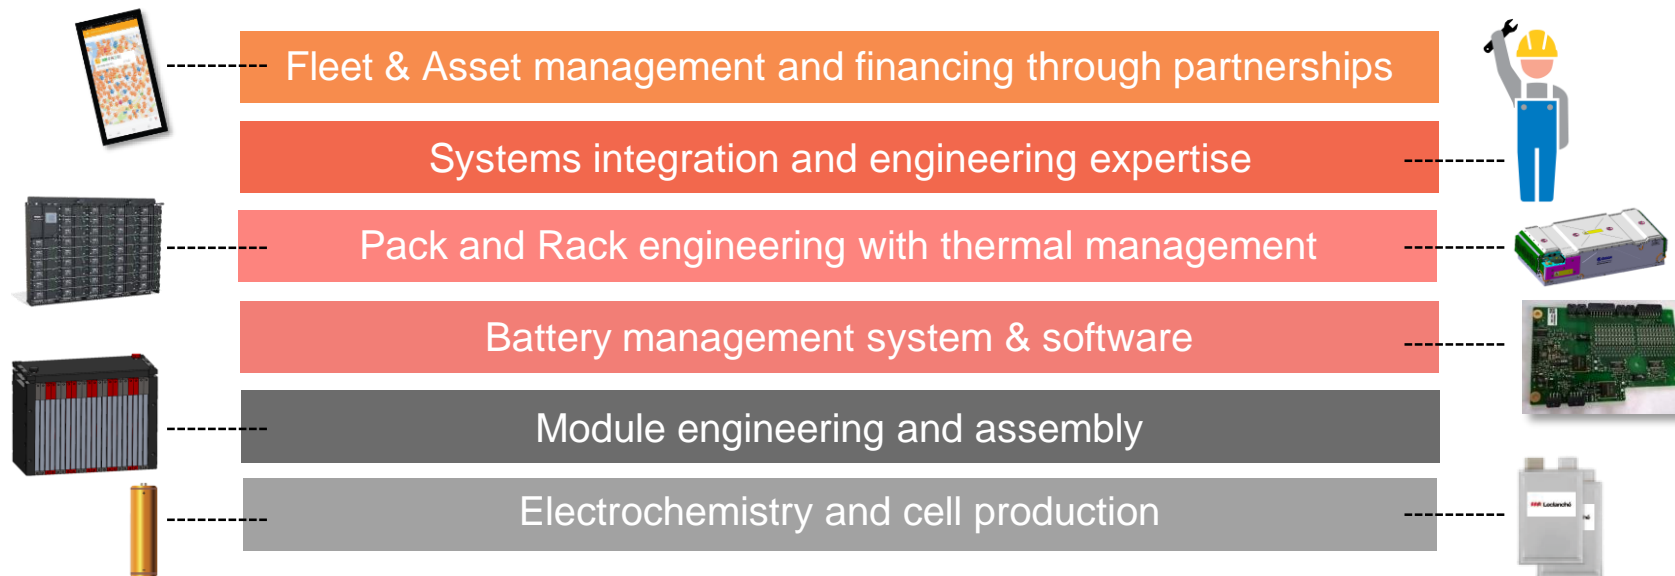 Fleet & Asset management and financing through partnerships
Systems integration and engineering expertise
Pack and Rack engineering with thermal management
Battery management system & software
Module engineering and assembly
Electrochemistry and cell production
Leclanché